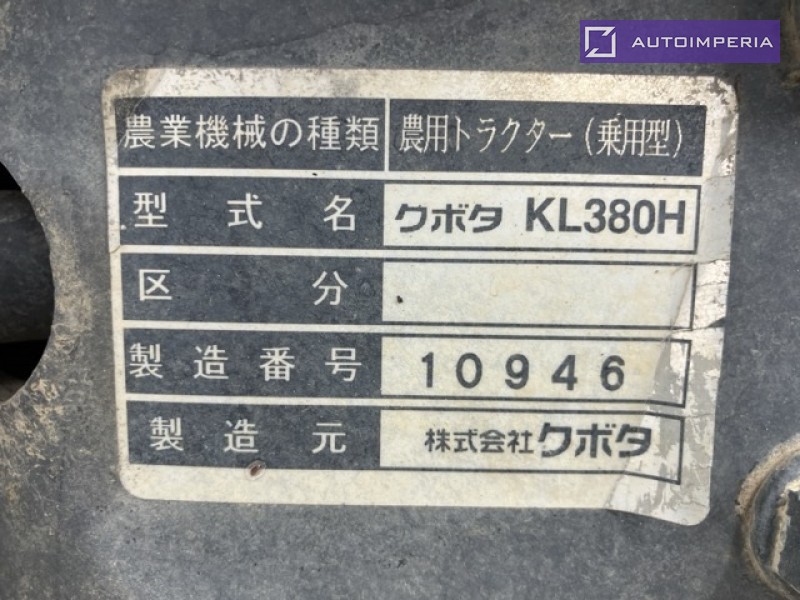 AUTOIMPERIA
農業機械の種類 農用トラクター(乗用型)
型式名 クボタ KL380H
区分
製造番号 10946
製造元 株式会社クボタ